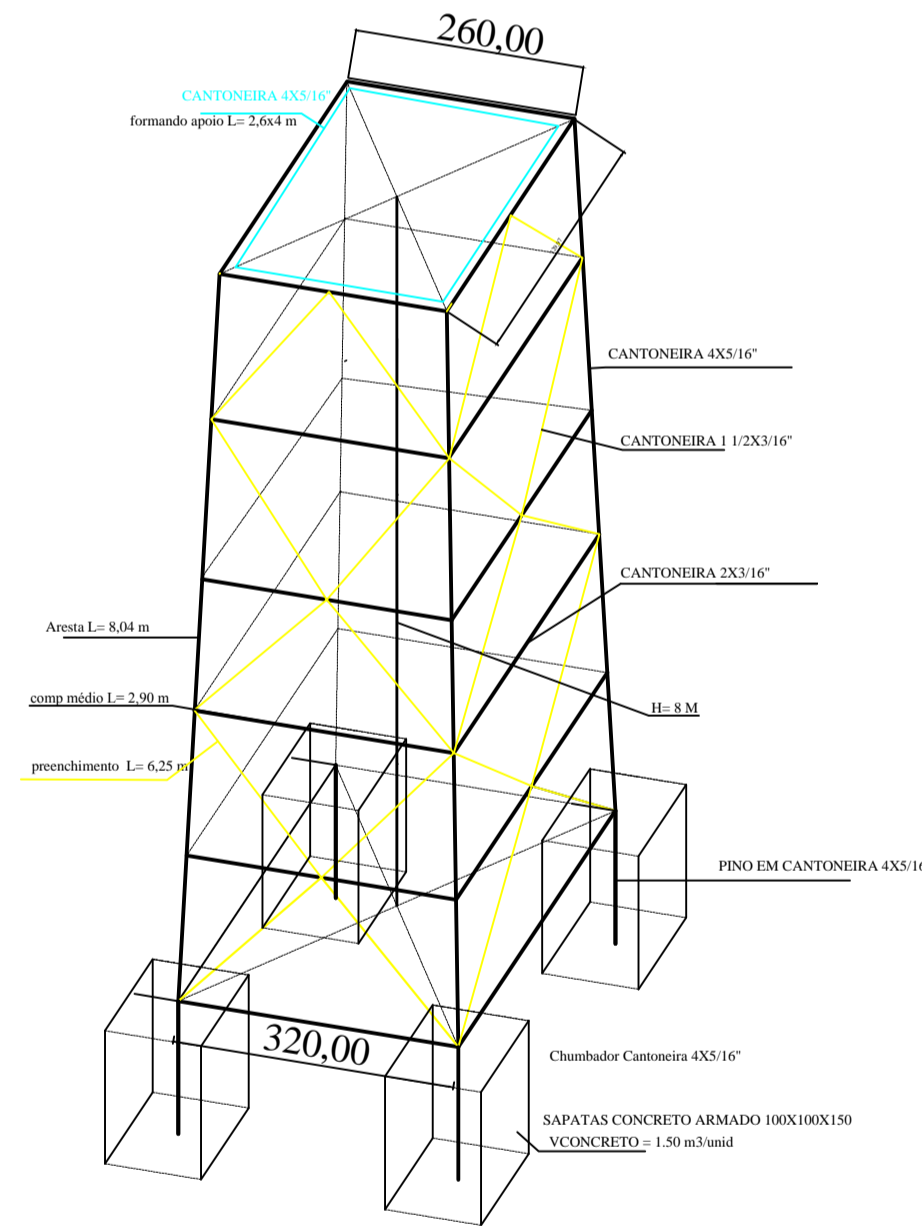 260,00
CANTONEIRA 4X5/16"
formando apoio L= 2,6x4 m
CANTONEIRA 4X5/16"
CANTONEIRA 1 1/2X3/16"
CANTONEIRA 2X3/16"
Aresta L= 8,04 m
comp médio L= 2,90 m
H= 8 M
preenchimento L= 6,25 m
PINO EM CANTONEIRA 4X5/16
320,00
Chumbador Cantoneira 4X5/16"
SAPATAS CONCRETO ARMADO 100X100X150
VCONCRETO = 1.50 m3/unid